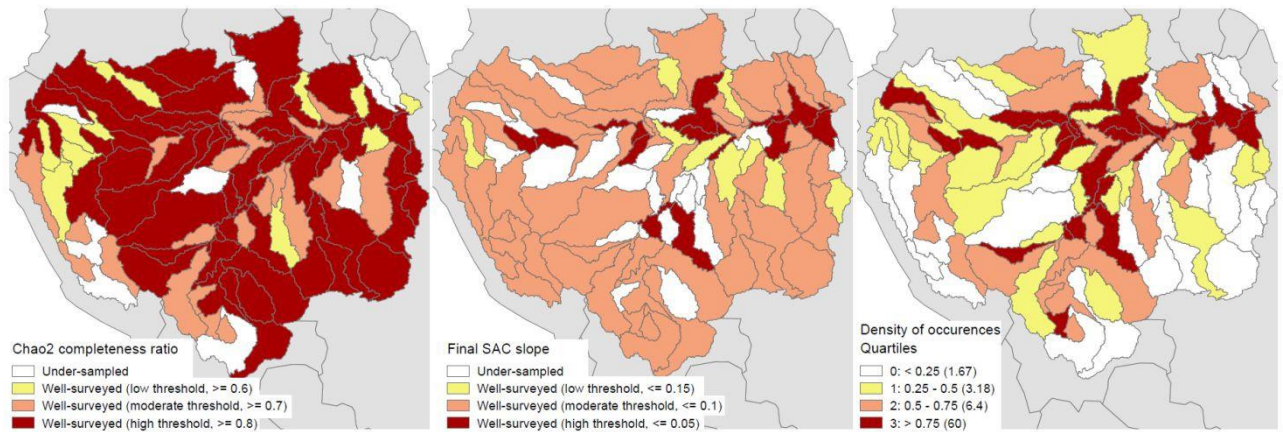 Chao2 completeness ratio
Under-sampled
Well-surveyed (low threshold, >= 0.6)
Well-surveyed (moderate threshold, >= 0.7)
Well-surveyed (high threshold, >= 0.8)
Final SAC slope
Under-sampled
Well-surveyed (low threshold, <= 0.15)
Well-surveyed (moderate threshold, <= 0.1)
Well-surveyed (high threshold, <= 0.05)
Density of occurences
Quartiles
0: < 0.25 (1.67)
1: 0.25 - 0.5 (3.18)
2: 0.5 - 0.75 (6.4)
3: > 0.75 (60)